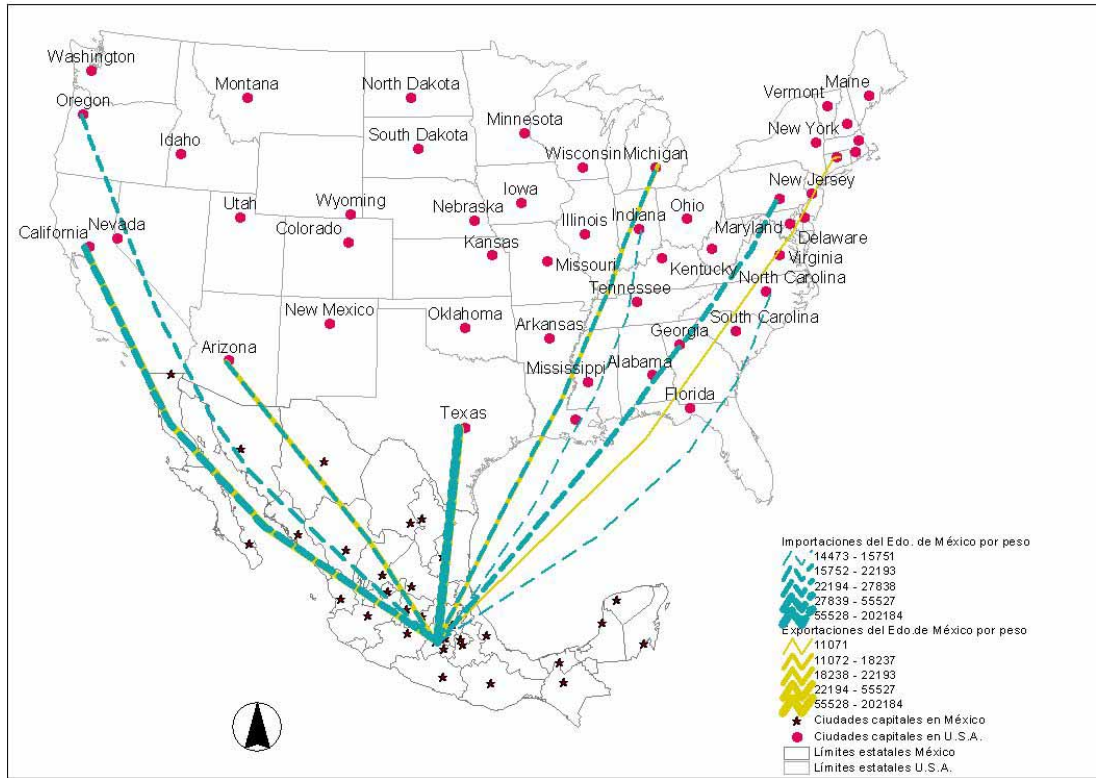 Washington
Maine
Montana
North Dakota
Vermont
Oregon
Minnesota
New York
Idaho
South Dakota
Wisconsin
Michigan
New Jersey
Iowa
Utah
Wyoming
Nebraska
Illinois
Indiana
Ohio
Maryland
California
Nevada
Colorado
Kansas
Delaware
Missouri
Kentucky
Virginia
North Carolina
Tennessee
New Mexico
Oklahoma
Arkansas
Georgia
South Carolina
Arizona
Mississippi
Alabama
Florida
Texas
Importaciones del Edo. de México por peso
14473 - 15751
15752 - 22193
22194 - 27838
27839 - 55527
55528 - 202184
Exportaciones del Edo.de México por peso
11071
11072 - 18237
18238 - 22193
22194 - 55527
55528 - 202184
Ciudades capitales en México
Ciudades capitales en U.S.A.
Límites estatales México
Límites estatales U.S.A.